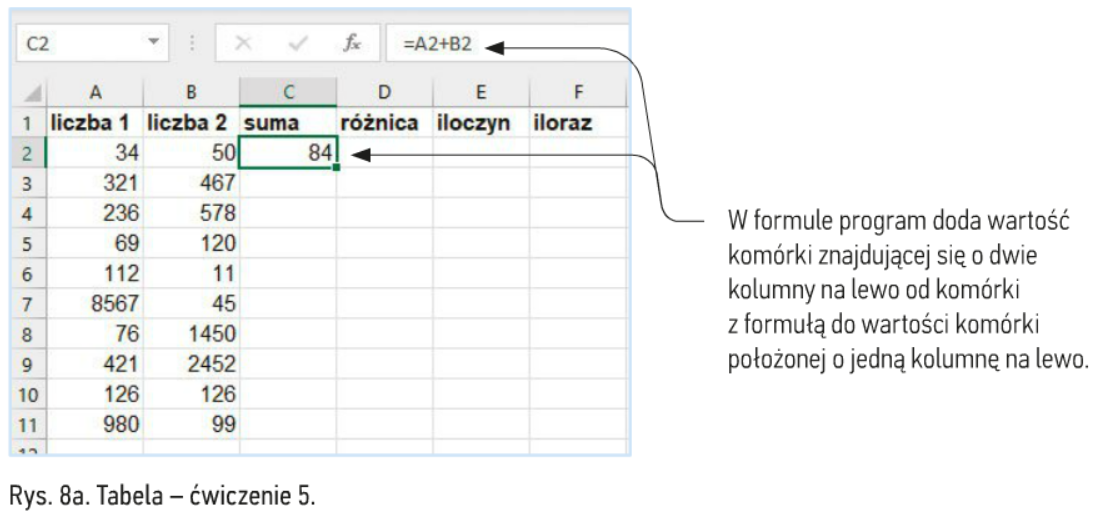 C2 fx =A2+B2
A B C D E F
1 liczba 1 liczba 2 suma różnica iloczyn iloraz
2 34 50 84
3 321 467
4 236 578
5 69 120
6 112 11
7 8567 45
8 76 1450
9 421 2452
10 126 126
11 980 99
W formule program doda wartość
komórki znajdującej się o dwie
kolumny na lewo od komórki
z formułą do wartości komórki
położonej o jedną kolumnę na lewo.
Rys. 8a. Tabela – ćwiczenie 5.